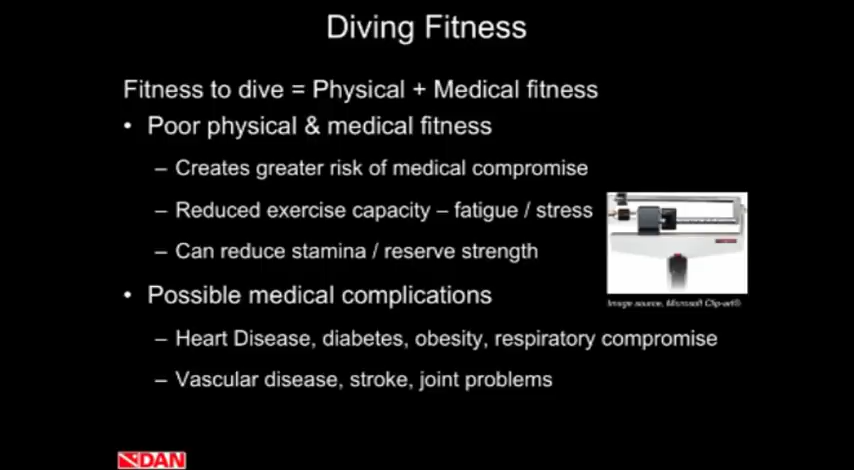 Diving Fitness
Fitness to dive = Physical + Medical fitness
• Poor physical & medical fitness
– Creates greater risk of medical compromise
– Reduced exercise capacity – fatigue / stress
– Can reduce stamina / reserve strength
Image source, Microsoft Clip-art®
• Possible medical complications
– Heart Disease, diabetes, obesity, respiratory compromise
– Vascular disease, stroke, joint problems
DAN